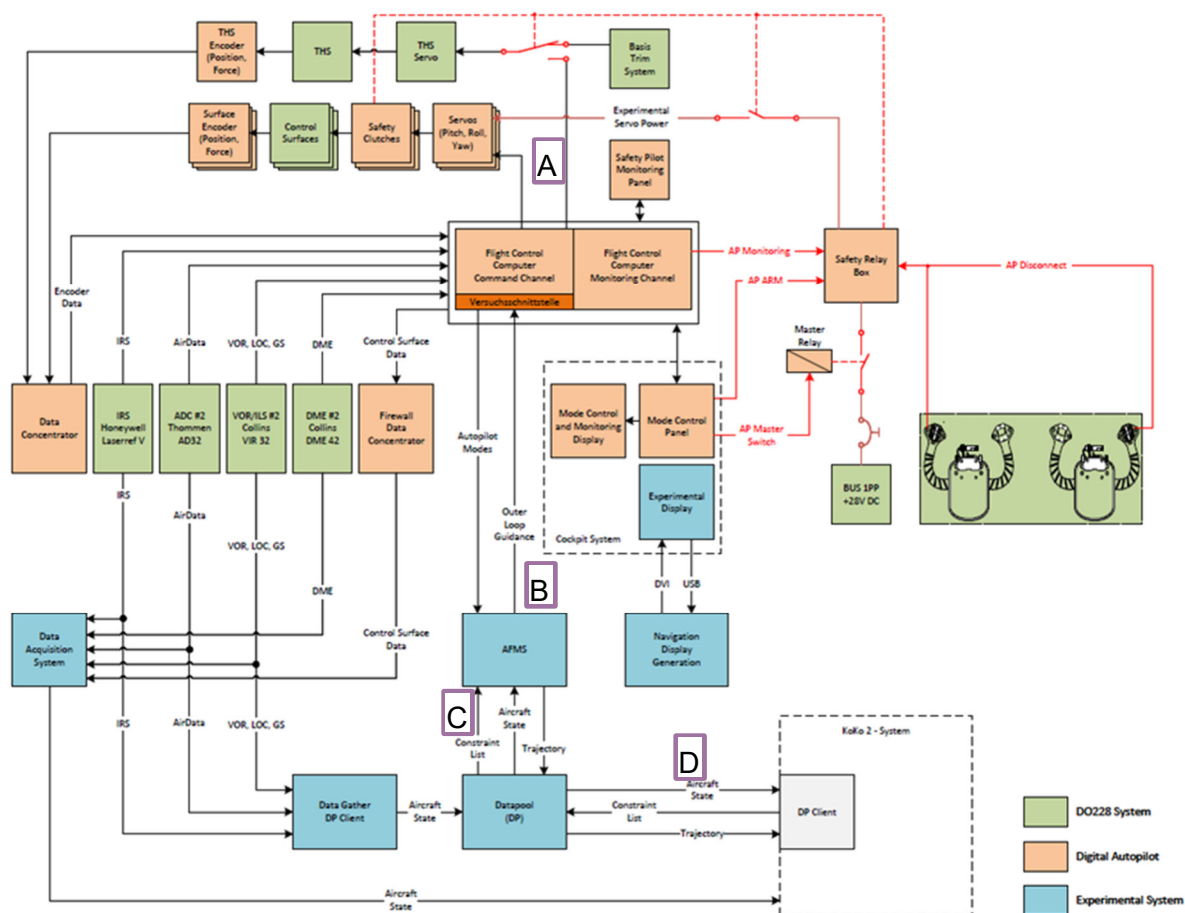 THS
Encoder
(Position,
Force)
THS
THS
Servo
Basis
Trim
System
Surface
Encoder
(Position,
Force)
Control
Surfaces
Safety
Clutches
Servos
(Pitch, Roll,
Yaw)
Experimental
Servo Power
A
Safety Pilot
Monitoring
Panel
Flight Control
Computer
Command Channel
Flight Control
Computer
Monitoring Channel
Versuchsschnittstelle
AP Monitoring
Safety Relay
Box
AP Disconnect
AP ARM
Encoder
Data
IRS
AirData
VOR, LOC, GS
DME
Control Surface
Data
Master
Relay
Data
Concentrator
IRS
Honeywell
Laserref V
ADC #2
Thommen
AD32
VOR/ILS #2
Collins
VIR 32
DME #2
Collins
DME 42
Firewall
Data
Concentrator
Autopilot
Modes
Mode Control
and Monitoring
Display
Mode Control
Panel
AP Master
Switch
BUS 1PP
+28V DC
IRS
AirData
VOR, LOC, GS
DME
Outer
Loop
Guidance
Experimental
Display
Cockpit System
DVI
USB
B
Data
Acquisition
System
Control Surface
Data
AFMS
Navigation
Display
Generation
IRS
AirData
VOR, LOC, GS
C
Constraint
List
Aircraft
State
Trajectory
D
KoKo 2 - System
Data Gather
DP Client
Aircraft
State
Datapool
(DP)
Aircraft
State
Constraint
List
Trajectory
DP Client
DO228 System
Digital Autopilot
Experimental System
Aircraft
State